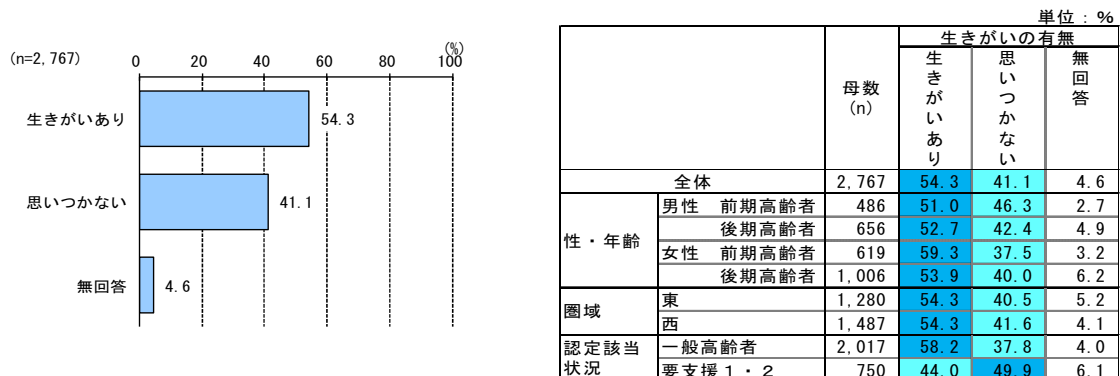 (n=2,767)
0 20 40 60 80 100
(%)
生きがいあり 54.3
思いつかない 41.1
無回答 4.6
単位：%
母数(n) 生きがいの有無
生きがいあり 思いつかない 無回答
全体 2,767 54.3 41.1 4.6
性・年齢 男性 前期高齢者 486 51.0 46.3 2.7
後期高齢者 656 52.7 42.4 4.9
女性 前期高齢者 619 59.3 37.5 3.2
後期高齢者 1,006 53.9 40.0 6.2
圏域 東 1,280 54.3 40.5 5.2
西 1,487 54.3 41.6 4.1
認定該当状況 一般高齢者 2,017 58.2 37.8 4.0
要支援１・２ 750 44.0 49.9 6.1